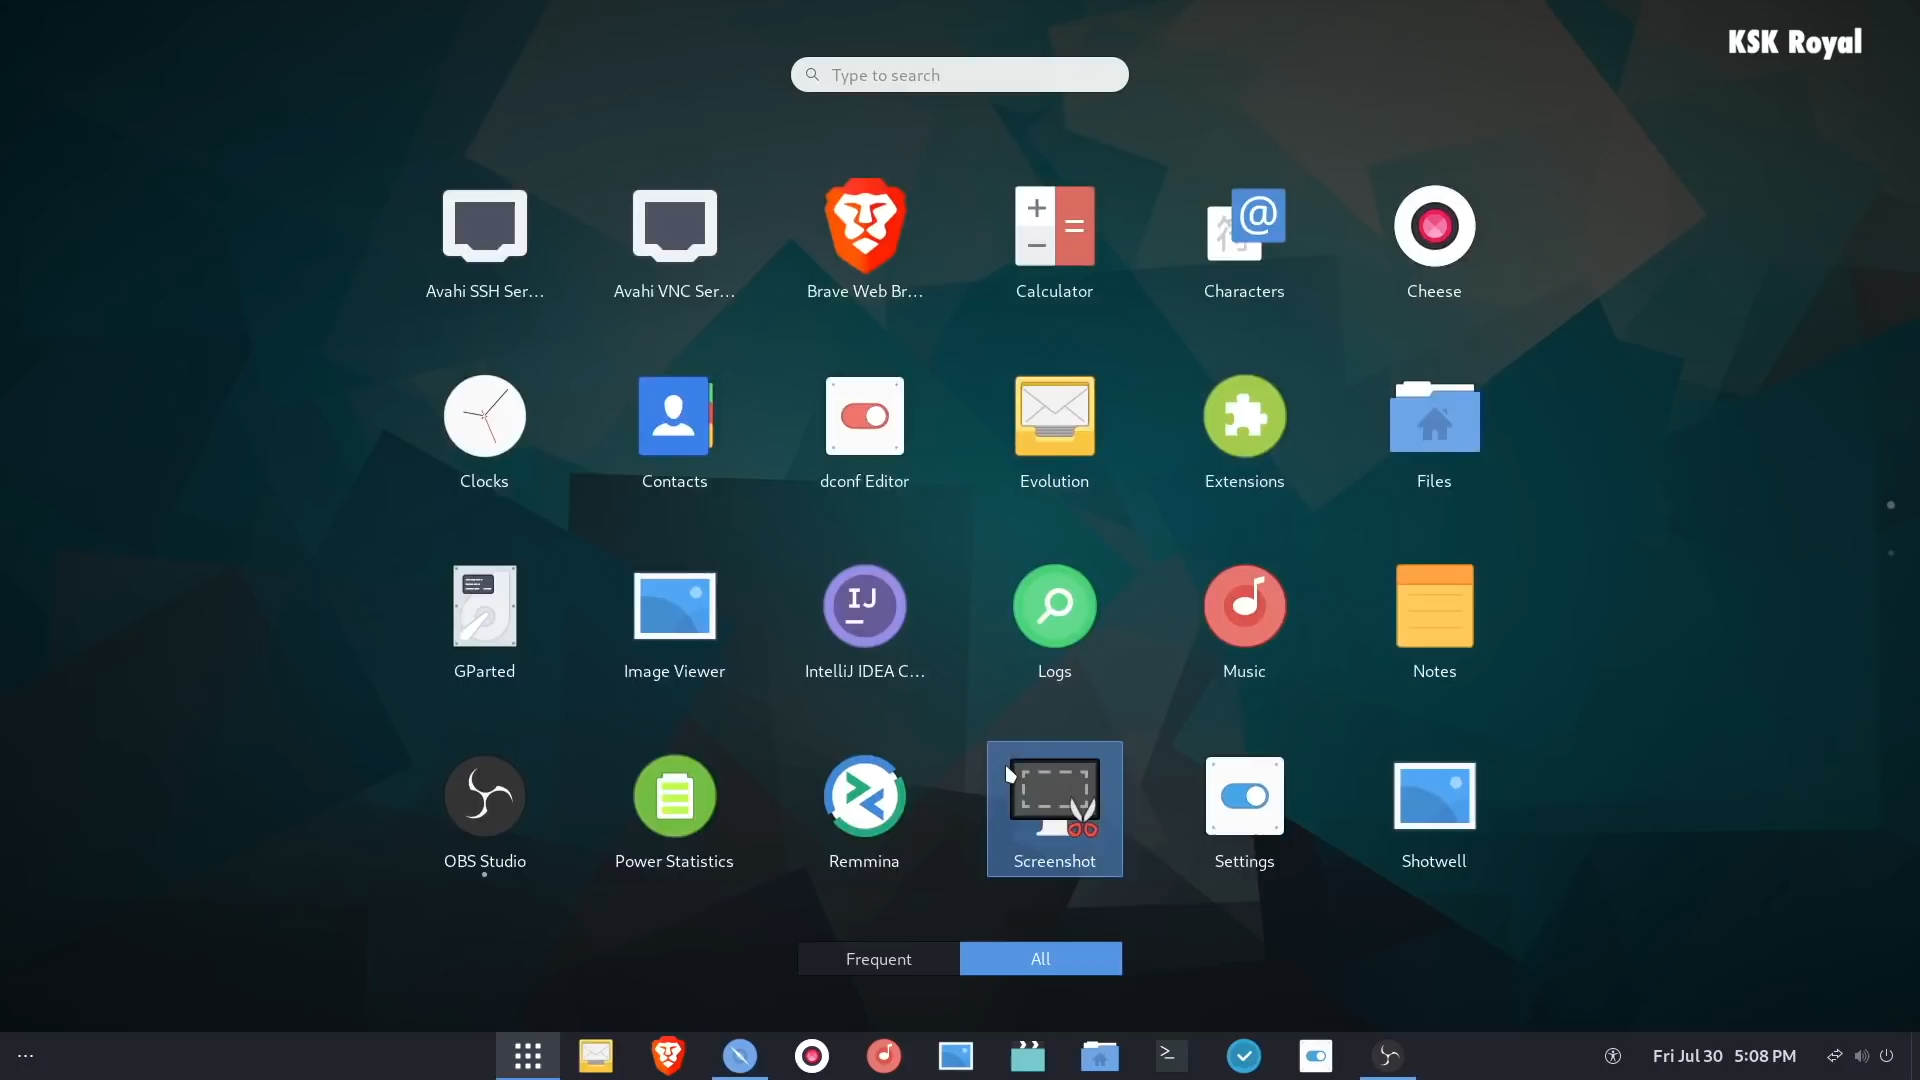 KSK Royal
Type to search
Avahi SSH Ser...
Avahi VNC Ser...
Brave Web Br...
Calculator
Characters
Cheese
Clocks
Contacts
dconf Editor
Evolution
Extensions
Files
GParted
Image Viewer
IJ
IntelliJ IDEA C...
Logs
Music
Notes
OBS Studio
Power Statistics
Remmina
Screenshot
Settings
Shotwell
Frequent
All
Fri Jul 30 5:08 PM